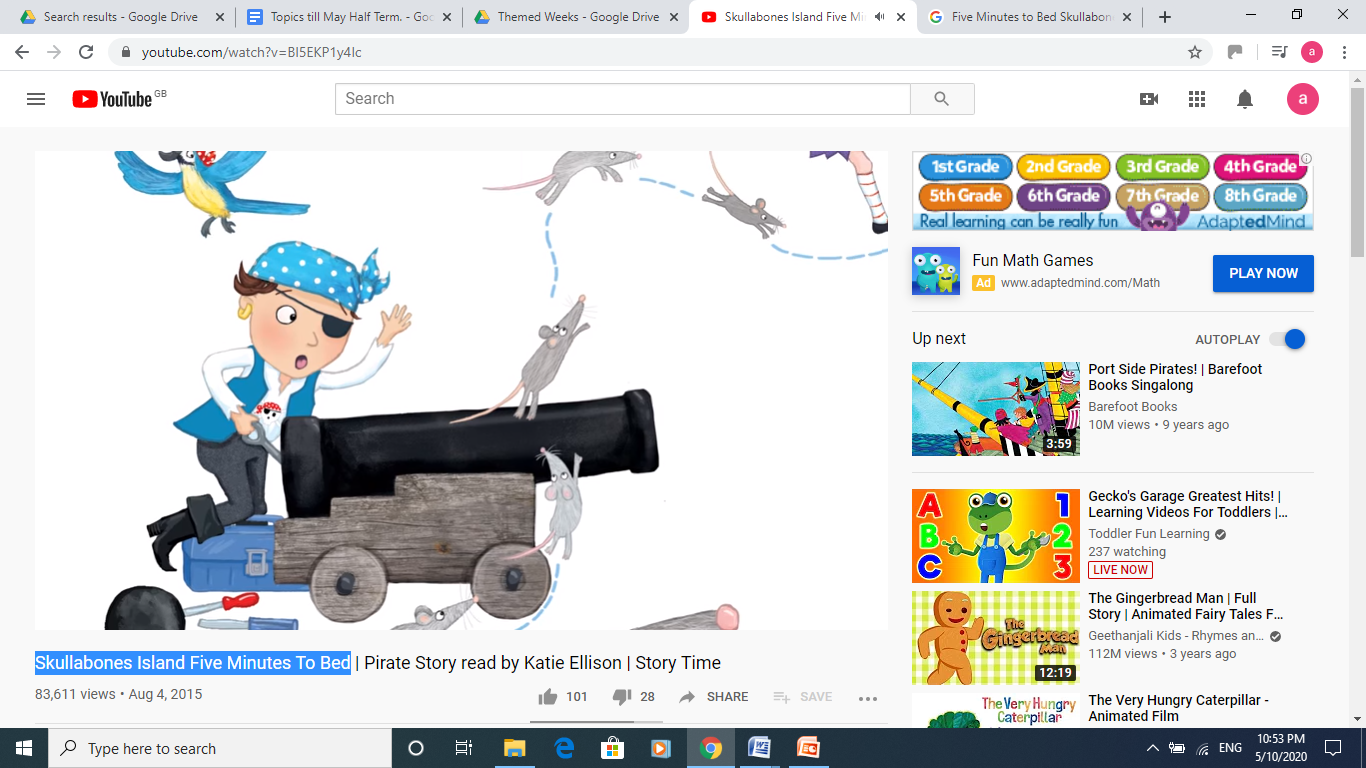 Search results - Google Drive
Topics till May Half Term. - Goo
Themed Weeks - Google Drive
Skullabones Island Five Mi
Five Minutes to Bed Skullabon
youtube.com/watch?v=BI5EKP1y4Ic
a
YouTube GB
Search
a
1st Grade 2nd Grade 3rd Grade 4th Grade
5th Grade 6th Grade 7th Grade 8th Grade
Real learning can be really fun AdaptedMind
Fun Math Games
Ad www.adaptedmind.com/Math
PLAY NOW
Up next
AUTOPLAY
3:59
Port Side Pirates! | Barefoot
Books Singalong
Barefoot Books
10M views • 9 years ago
A 1
B 2
C 3
Gecko's Garage Greatest Hits! |
Learning Videos For Toddlers |...
Toddler Fun Learning
237 watching
LIVE NOW
The
Gingerbread
Man
12:19
The Gingerbread Man | Full
Story | Animated Fairy Tales F...
Geethanjali Kids - Rhymes an...
112M views • 3 years ago
The Very Hungry
Caterpillar
The Very Hungry Caterpillar -
Animated Film
Skullabones Island Five Minutes To Bed | Pirate Story read by Katie Ellison | Story Time
83,611 views • Aug 4, 2015
101
28
SHARE
SAVE
Type here to search
ENG
10:53 PM
5/10/2020